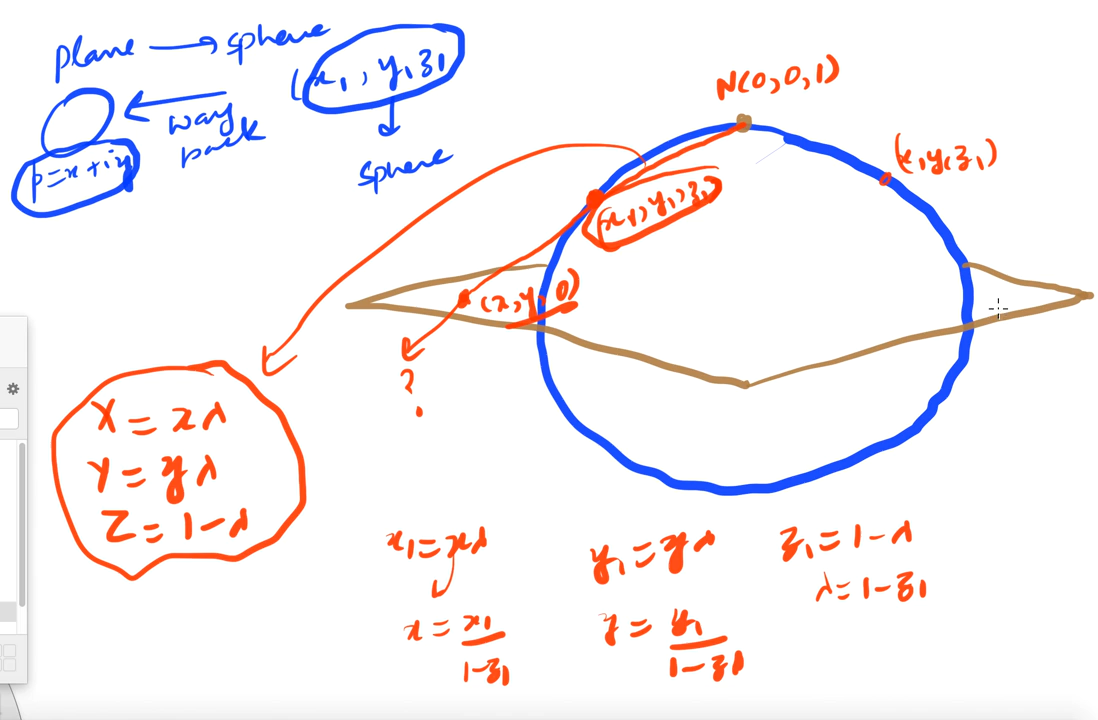 plane → sphere
(x₁, y₁, z₁)
↓
sphere
← way back
p = x + iy
N(0,0,1)
(x₁, y₁, z₁)
(x₁, y₁, z₁)
(x, y, 0)
?
X = xλ
Y = yλ
Z = 1-λ
x₁ = xλ
y₁ = yλ
z₁ = 1-λ
λ = 1-z₁
x = x₁/1-z₁
y = y₁/1-z₁